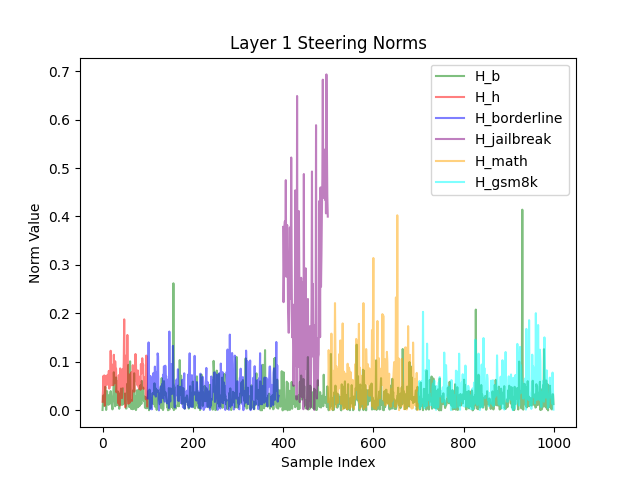 Layer 1 Steering Norms
Norm Value
0.7
0.6
0.5
0.4
0.3
0.2
0.1
0.0
H_b
H_h
H_borderline
H_jailbreak
H_math
H_gsm8k
0
200
400
600
800
1000
Sample Index